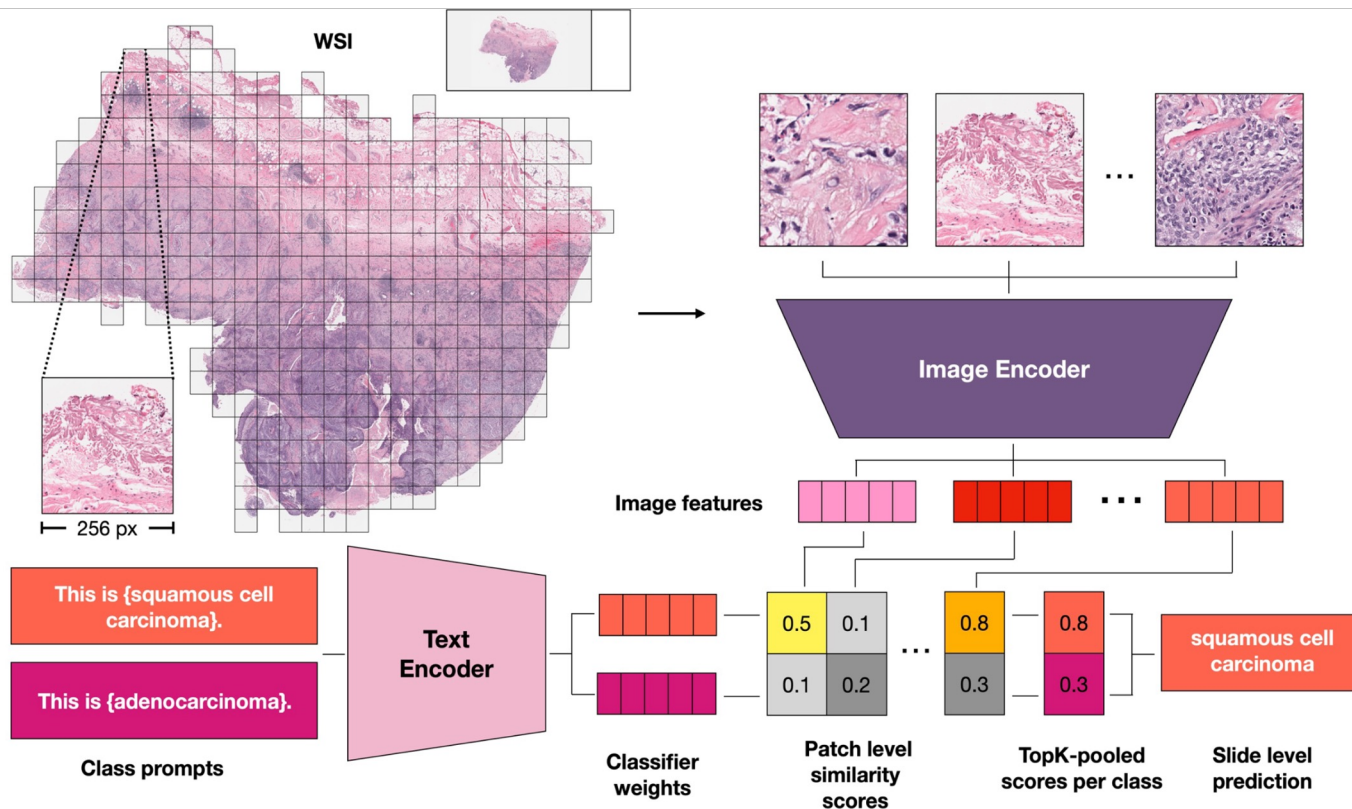 WSI
256 px
Image Encoder
Image features
This is {squamous cell
carcinoma}.
This is {adenocarcinoma}.
Class prompts
Text
Encoder
Classifier
weights
0.5
0.1
0.8
0.8
0.1
0.2
0.3
0.3
Patch level
similarity
scores
TopK-pooled
scores per class
squamous cell
carcinoma
Slide level
prediction